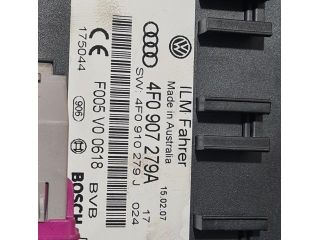 ILM Fahrer
Made in Australia
15.02.07
4F0 907 279A
SW: 4F0 910 279 J
17
024
F005 V0 0618
BVB
175044
906
BOSCH